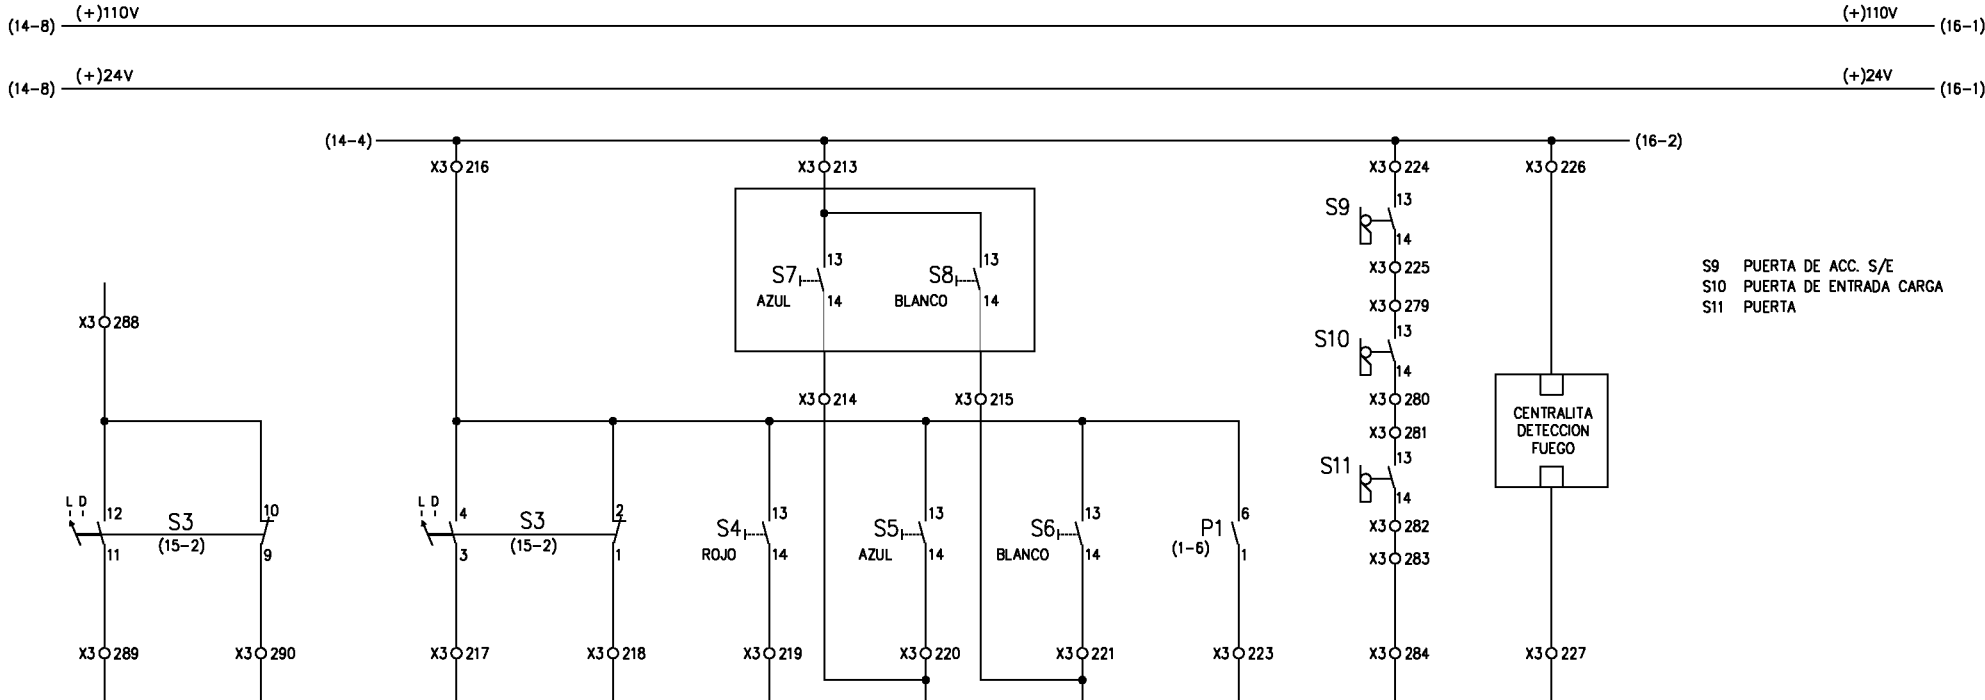 (+)110V (+)110V
(14-8) (16-1)
(+)24V (+)24V
(14-8) (16-1)
(14-4) (16-2)
X3 216 X3 213 X3 224 X3 226
13
S9
14
13 13
S7 S8
X3 225
S9 PUERTA DE ACC. S/E
AZUL 14 BLANCO 14
S10 PUERTA DE ENTRADA CARGA
X3 279
S11 PUERTA
X3 288
13
S10
14
X3 214 X3 215 X3 280
CENTRALITA
DETECCION
FUEGO
X3 281
13
S11
14
L D L D
12 10 4 2 13 13 13 6
S3 S3 S4 S5 S6 P1
X3 282
(15-2) (15-2) (1-6)
11 9 3 1 ROJO 14 AZUL 14 BLANCO 14 1
X3 283
X3 289 X3 290 X3 217 X3 218 X3 219 X3 220 X3 221 X3 223 X3 284 X3 227